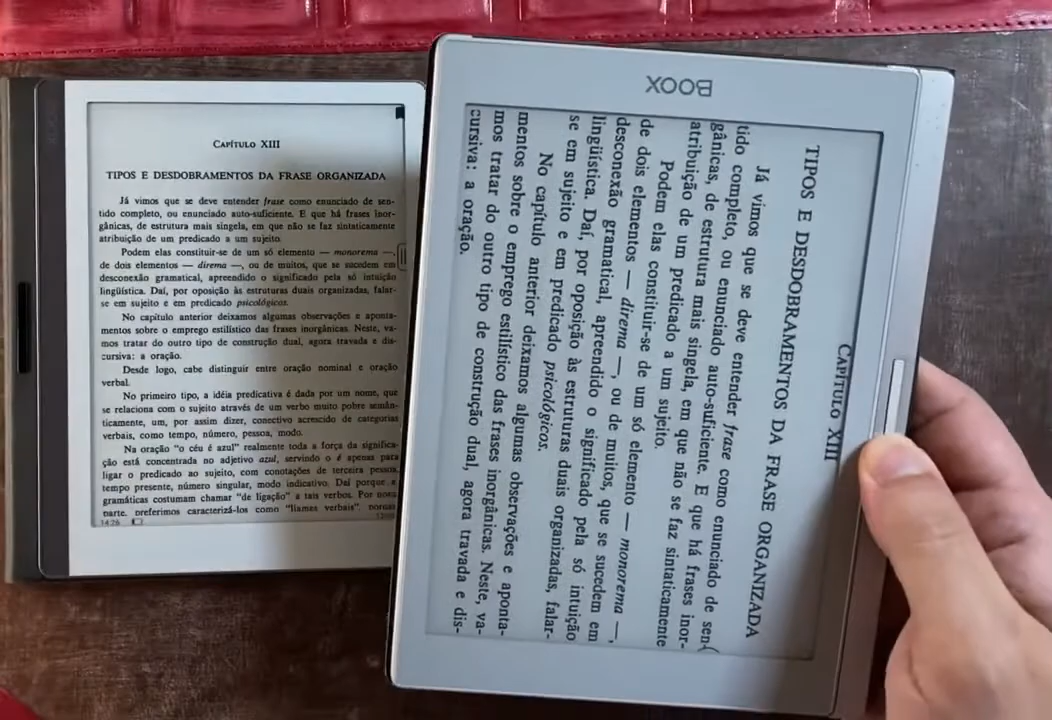 CAPÍTULO XIII
TIPOS E DESDOBRAMENTOS DA FRASE ORGANIZADA
Já vimos que se deve entender frase como enunciado de sen-
tido completo, ou enunciado auto-suficiente. E que há frases inor-
gânicas, de estrutura mais singela, em que não se faz sintaticamente
atribuição de um predicado a um sujeito.
Podem elas constituir-se de um só elemento — monorema —,
de dois elementos — direma —, ou de muitos, que se sucedem em
desconexão gramatical, apreendido o significado pela só intuição
lingüística. Daí, por oposição às estruturas duais organizadas, falar-
se em sujeito e em predicado psicológicos.
No capítulo anterior deixamos algumas observações e aponta-
mentos sobre o emprego estilístico das frases inorgânicas. Neste, va-
mos tratar do outro tipo de construção dual, agora travada e dis-
cursiva: a oração.
Desde logo, cabe distinguir entre oração nominal e oração
verbal.
No primeiro tipo, a idéia predicativa é dada por um nome, que
se relaciona com o sujeito através de um verbo muito pobre semân-
ticamente, um, por assim dizer, conectivo acrescido de categorias
verbais, como tempo, número, pessoa, modo.
Na oração "o céu é azul" realmente toda a força da significa-
ção está concentrada no adjetivo azul, servindo o é apenas para
ligar o predicado ao sujeito, com conotações de terceira pessoa,
tempo presente, número singular, modo indicativo. Daí porque a
gramáticas costumam chamar "de ligação" a tais verbos. Por nossa
parte, preferimos caracterizá-los como "liames verbais",
14:26
BOOX
CAPÍTULO XIII
TIPOS E DESDOBRAMENTOS DA FRASE ORGANIZADA
Já vimos que se deve entender frase como enunciado de sen-
tido completo, ou enunciado auto-suficiente. E que há frases inor-
gânicas, de estrutura mais singela, em que não se faz sintaticamente
atribuição de um predicado a um sujeito.
Podem elas constituir-se de um só elemento — monorema —,
de dois elementos — direma —, ou de muitos, que se sucedem em
desconexão gramatical, apreendido o significado pela só intuição
lingüística. Daí, por oposição às estruturas duais organizadas, falar-
se em sujeito e em predicado psicológicos.
No capítulo anterior deixamos algumas observações e aponta-
mentos sobre o emprego estilístico das frases inorgânicas. Neste, va-
mos tratar do outro tipo de construção dual, agora travada e dis-
cursiva: a oração.